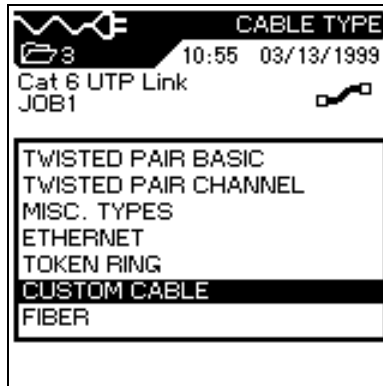 CABLE TYPE
3 10:55 03/13/1999
Cat 6 UTP Link
JOB1
TWISTED PAIR BASIC
TWISTED PAIR CHANNEL
MISC. TYPES
ETHERNET
TOKEN RING
CUSTOM CABLE
FIBER